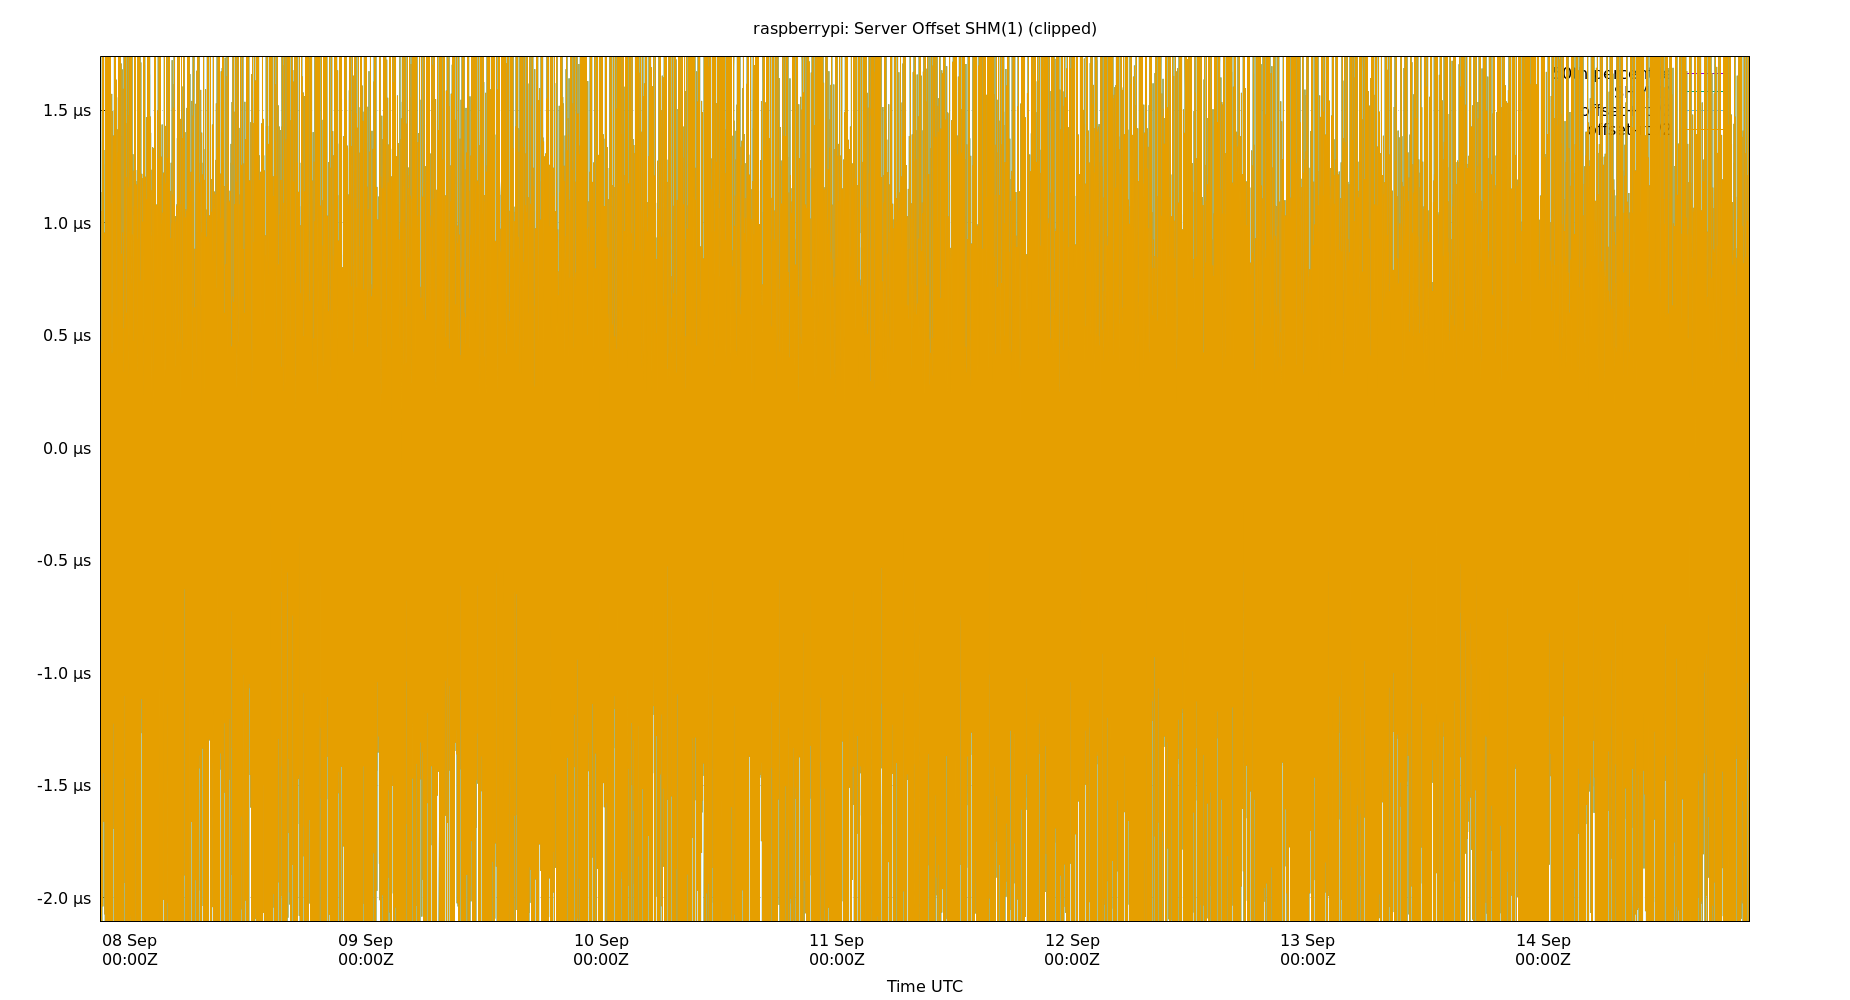 raspberrypi: Server Offset SHM(1) (clipped)
1.5 µs
1.0 µs
0.5 µs
0.0 µs
-0.5 µs
-1.0 µs
-1.5 µs
-2.0 µs
08 Sep 00:00Z
09 Sep 00:00Z
10 Sep 00:00Z
11 Sep 00:00Z
12 Sep 00:00Z
13 Sep 00:00Z
14 Sep 00:00Z
Time UTC